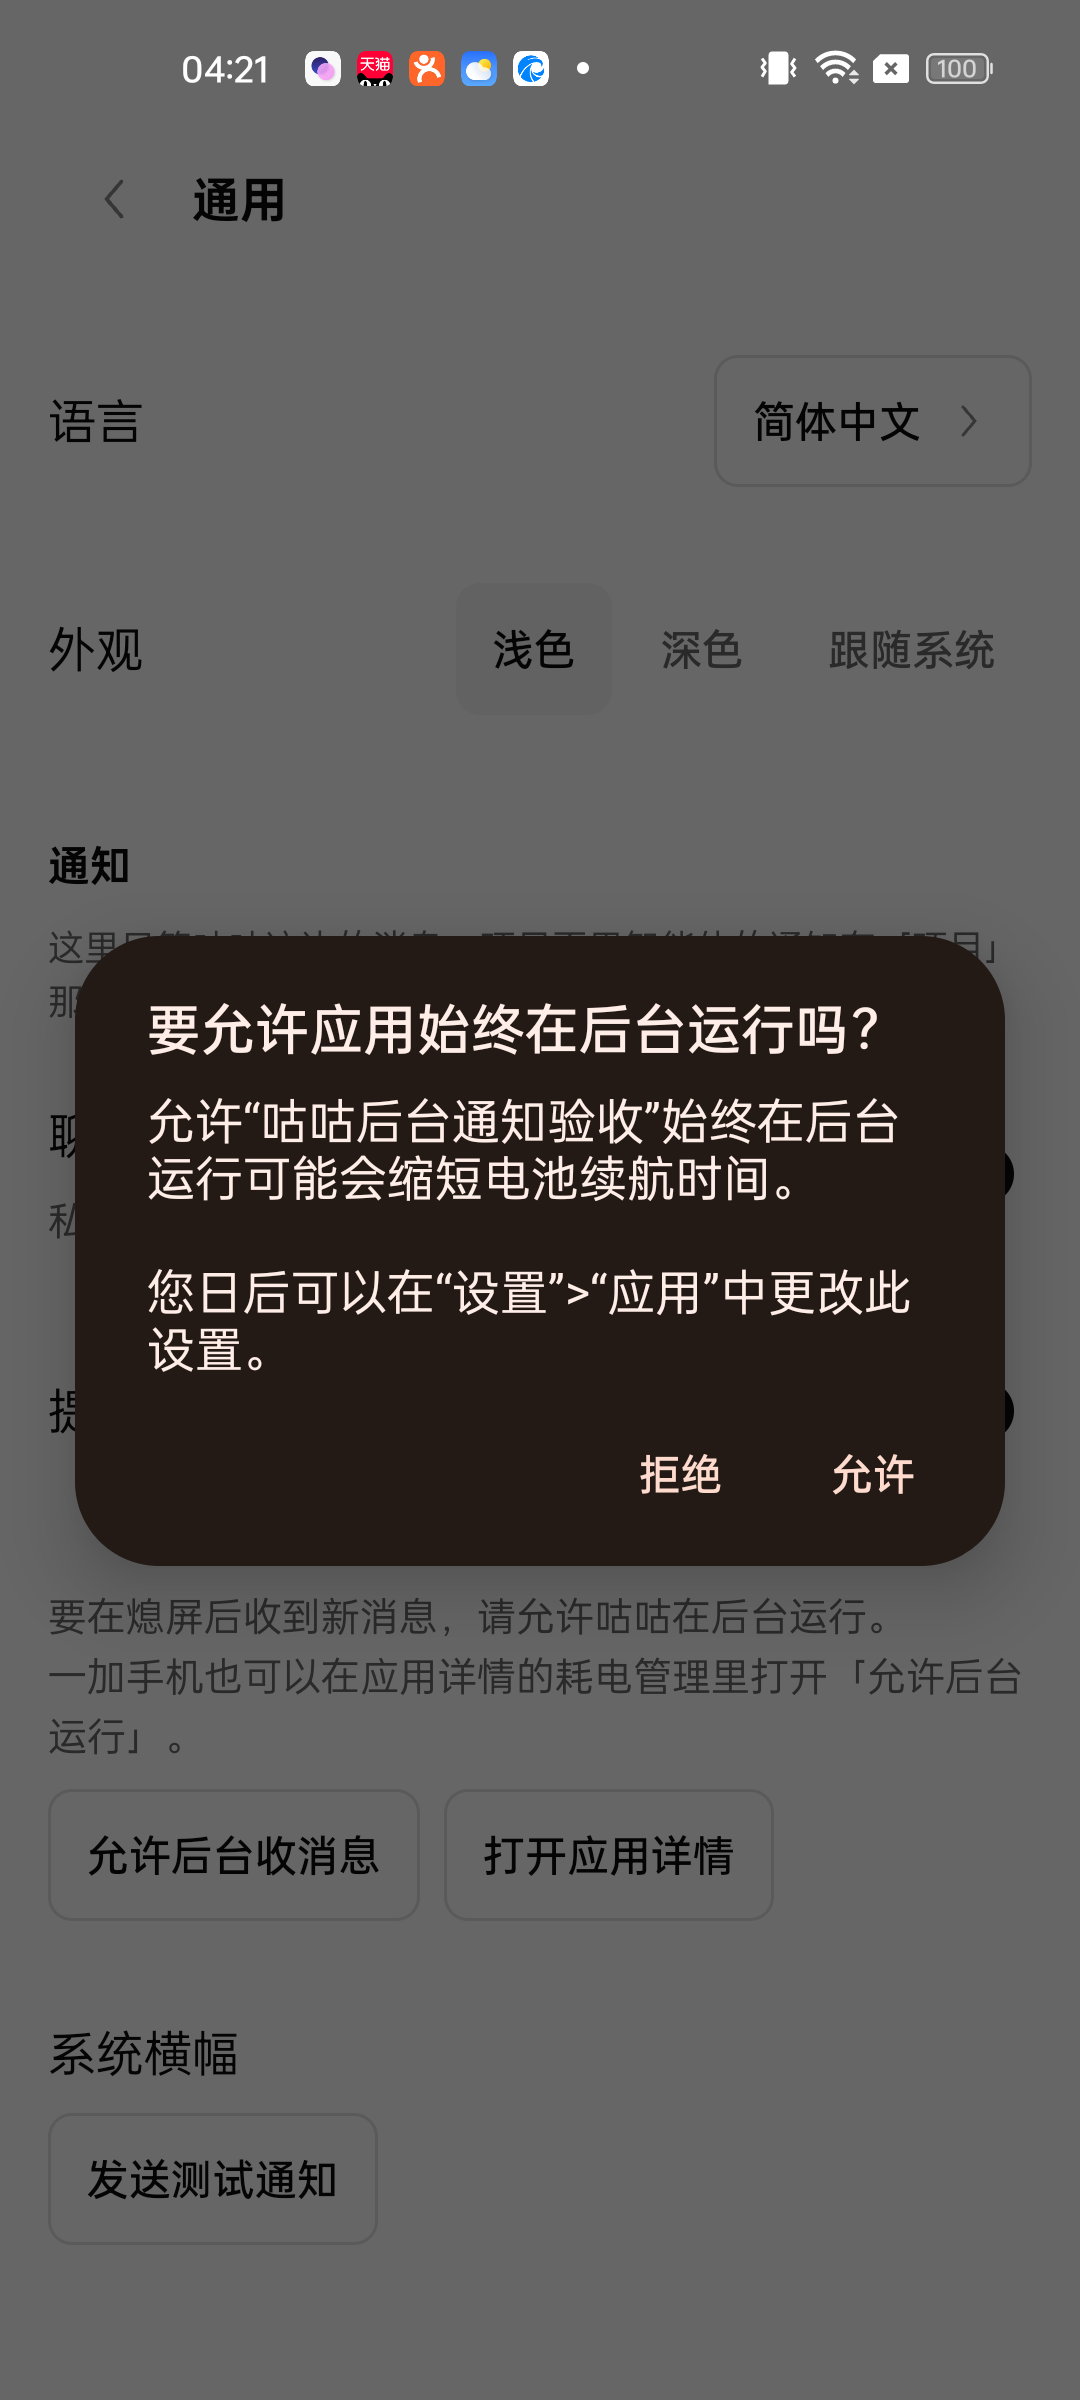 04:21
天猫
100
通用
语言
简体中文
外观
浅色
深色
跟随系统
通知
这里
项目」
那
要允许应用始终在后台运行吗？
允许“咕咕后台通知验收”始终在后台
运行可能会缩短电池续航时间。
私
您日后可以在“设置”>“应用”中更改此
设置。
提
拒绝
允许
要在熄屏后收到新消息，请允许咕咕在后台运行。
一加手机也可以在应用详情的耗电管理里打开「允许后台
运行」。
允许后台收消息
打开应用详情
系统横幅
发送测试通知